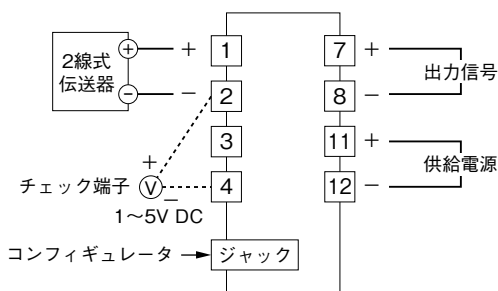 2線式
伝送器
+
−
+
−
1
2
3
4
7
8
11
12
+
−
出力信号
+
−
供給電源
チェック端子
+
V
−
1〜5V DC
コンフィギュレータ
ジャック